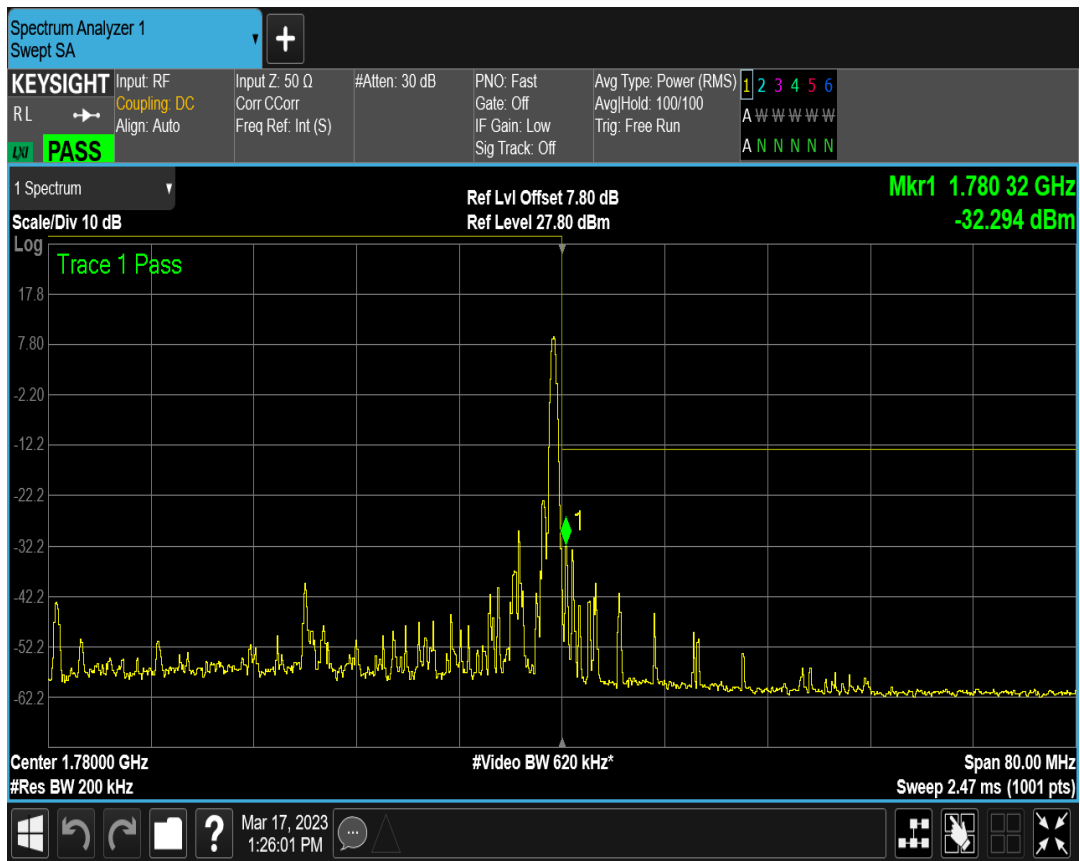 Spectrum Analyzer 1
Swept SA
+
KEYSIGHT
RL
LXI
PASS
Input: RF
Coupling: DC
Align: Auto
Input Z: 50 Ω
Corr CCorr
Freq Ref: Int (S)
#Atten: 30 dB
PNO: Fast
Gate: Off
IF Gain: Low
Sig Track: Off
Avg Type: Power (RMS)
Avg|Hold: 100/100
Trig: Free Run
1 2 3 4 5 6
A W W W W W
A N N N N N
1 Spectrum
Scale/Div 10 dB
Ref Lvl Offset 7.80 dB
Ref Level 27.80 dBm
Mkr1 1.780 32 GHz
-32.294 dBm
Log
Trace 1 Pass
17.8
7.80
-2.20
-12.2
-22.2
1
-32.2
-42.2
-52.2
-62.2
Center 1.78000 GHz
#Res BW 200 kHz
#Video BW 620 kHz*
Span 80.00 MHz
Sweep 2.47 ms (1001 pts)
?
Mar 17, 2023
1:26:01 PM